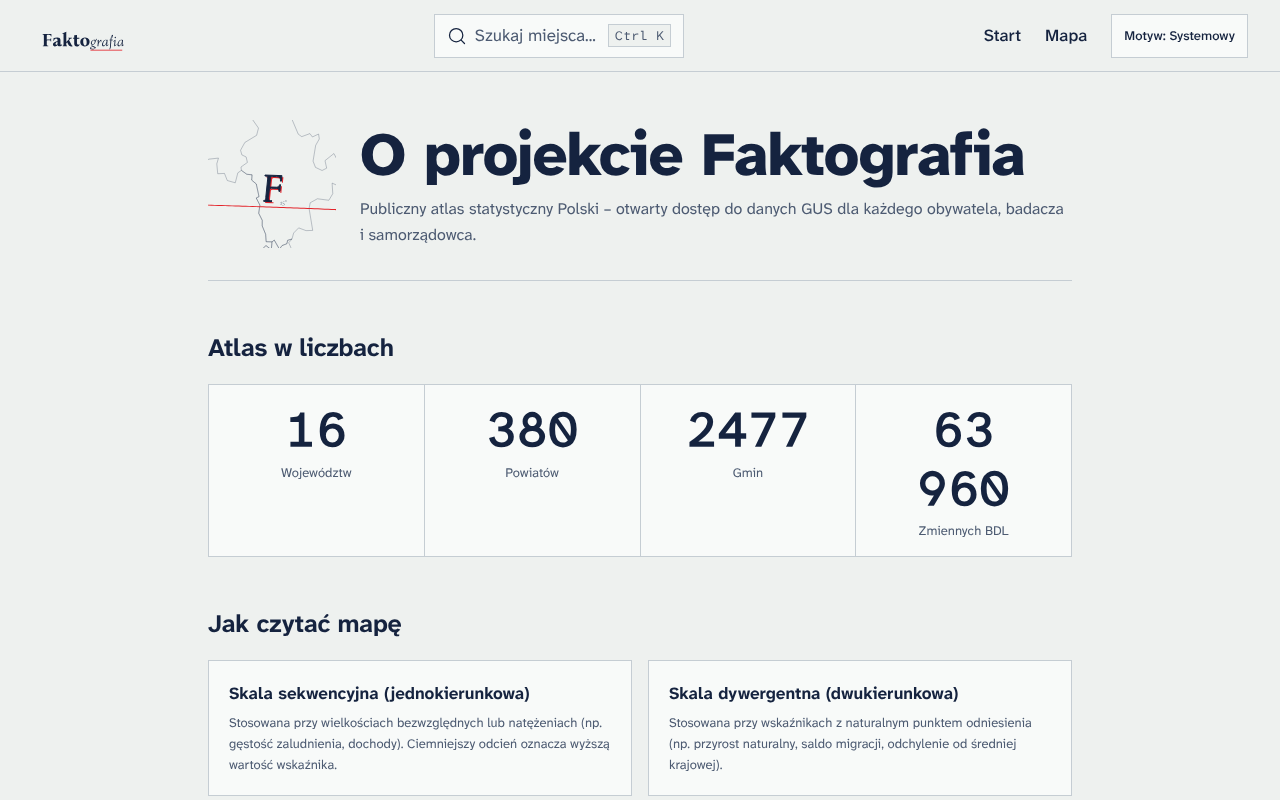 Faktografia
Szukaj miejsca...
Ctrl K
Start
Mapa
Motyw: Systemowy
F
O projekcie Faktografia
Publiczny atlas statystyczny Polski – otwarty dostęp do danych GUS dla każdego obywatela, badacza
i samorządowca.
Atlas w liczbach
16
Województw
380
Powiatów
2477
Gmin
63
960
Zmiennych BDL
Jak czytać mapę
Skala sekwencyjna (jednokierunkowa)
Stosowana przy wielkościach bezwzględnych lub natężeniach (np.
gęstość zaludnienia, dochody). Ciemniejszy odcień oznacza wyższą
wartość wskaźnika.
Skala dywergentna (dwukierunkowa)
Stosowana przy wskaźnikach z naturalnym punktem odniesienia
(np. przyrost naturalny, saldo migracji, odchylenie od średniej
krajowej).